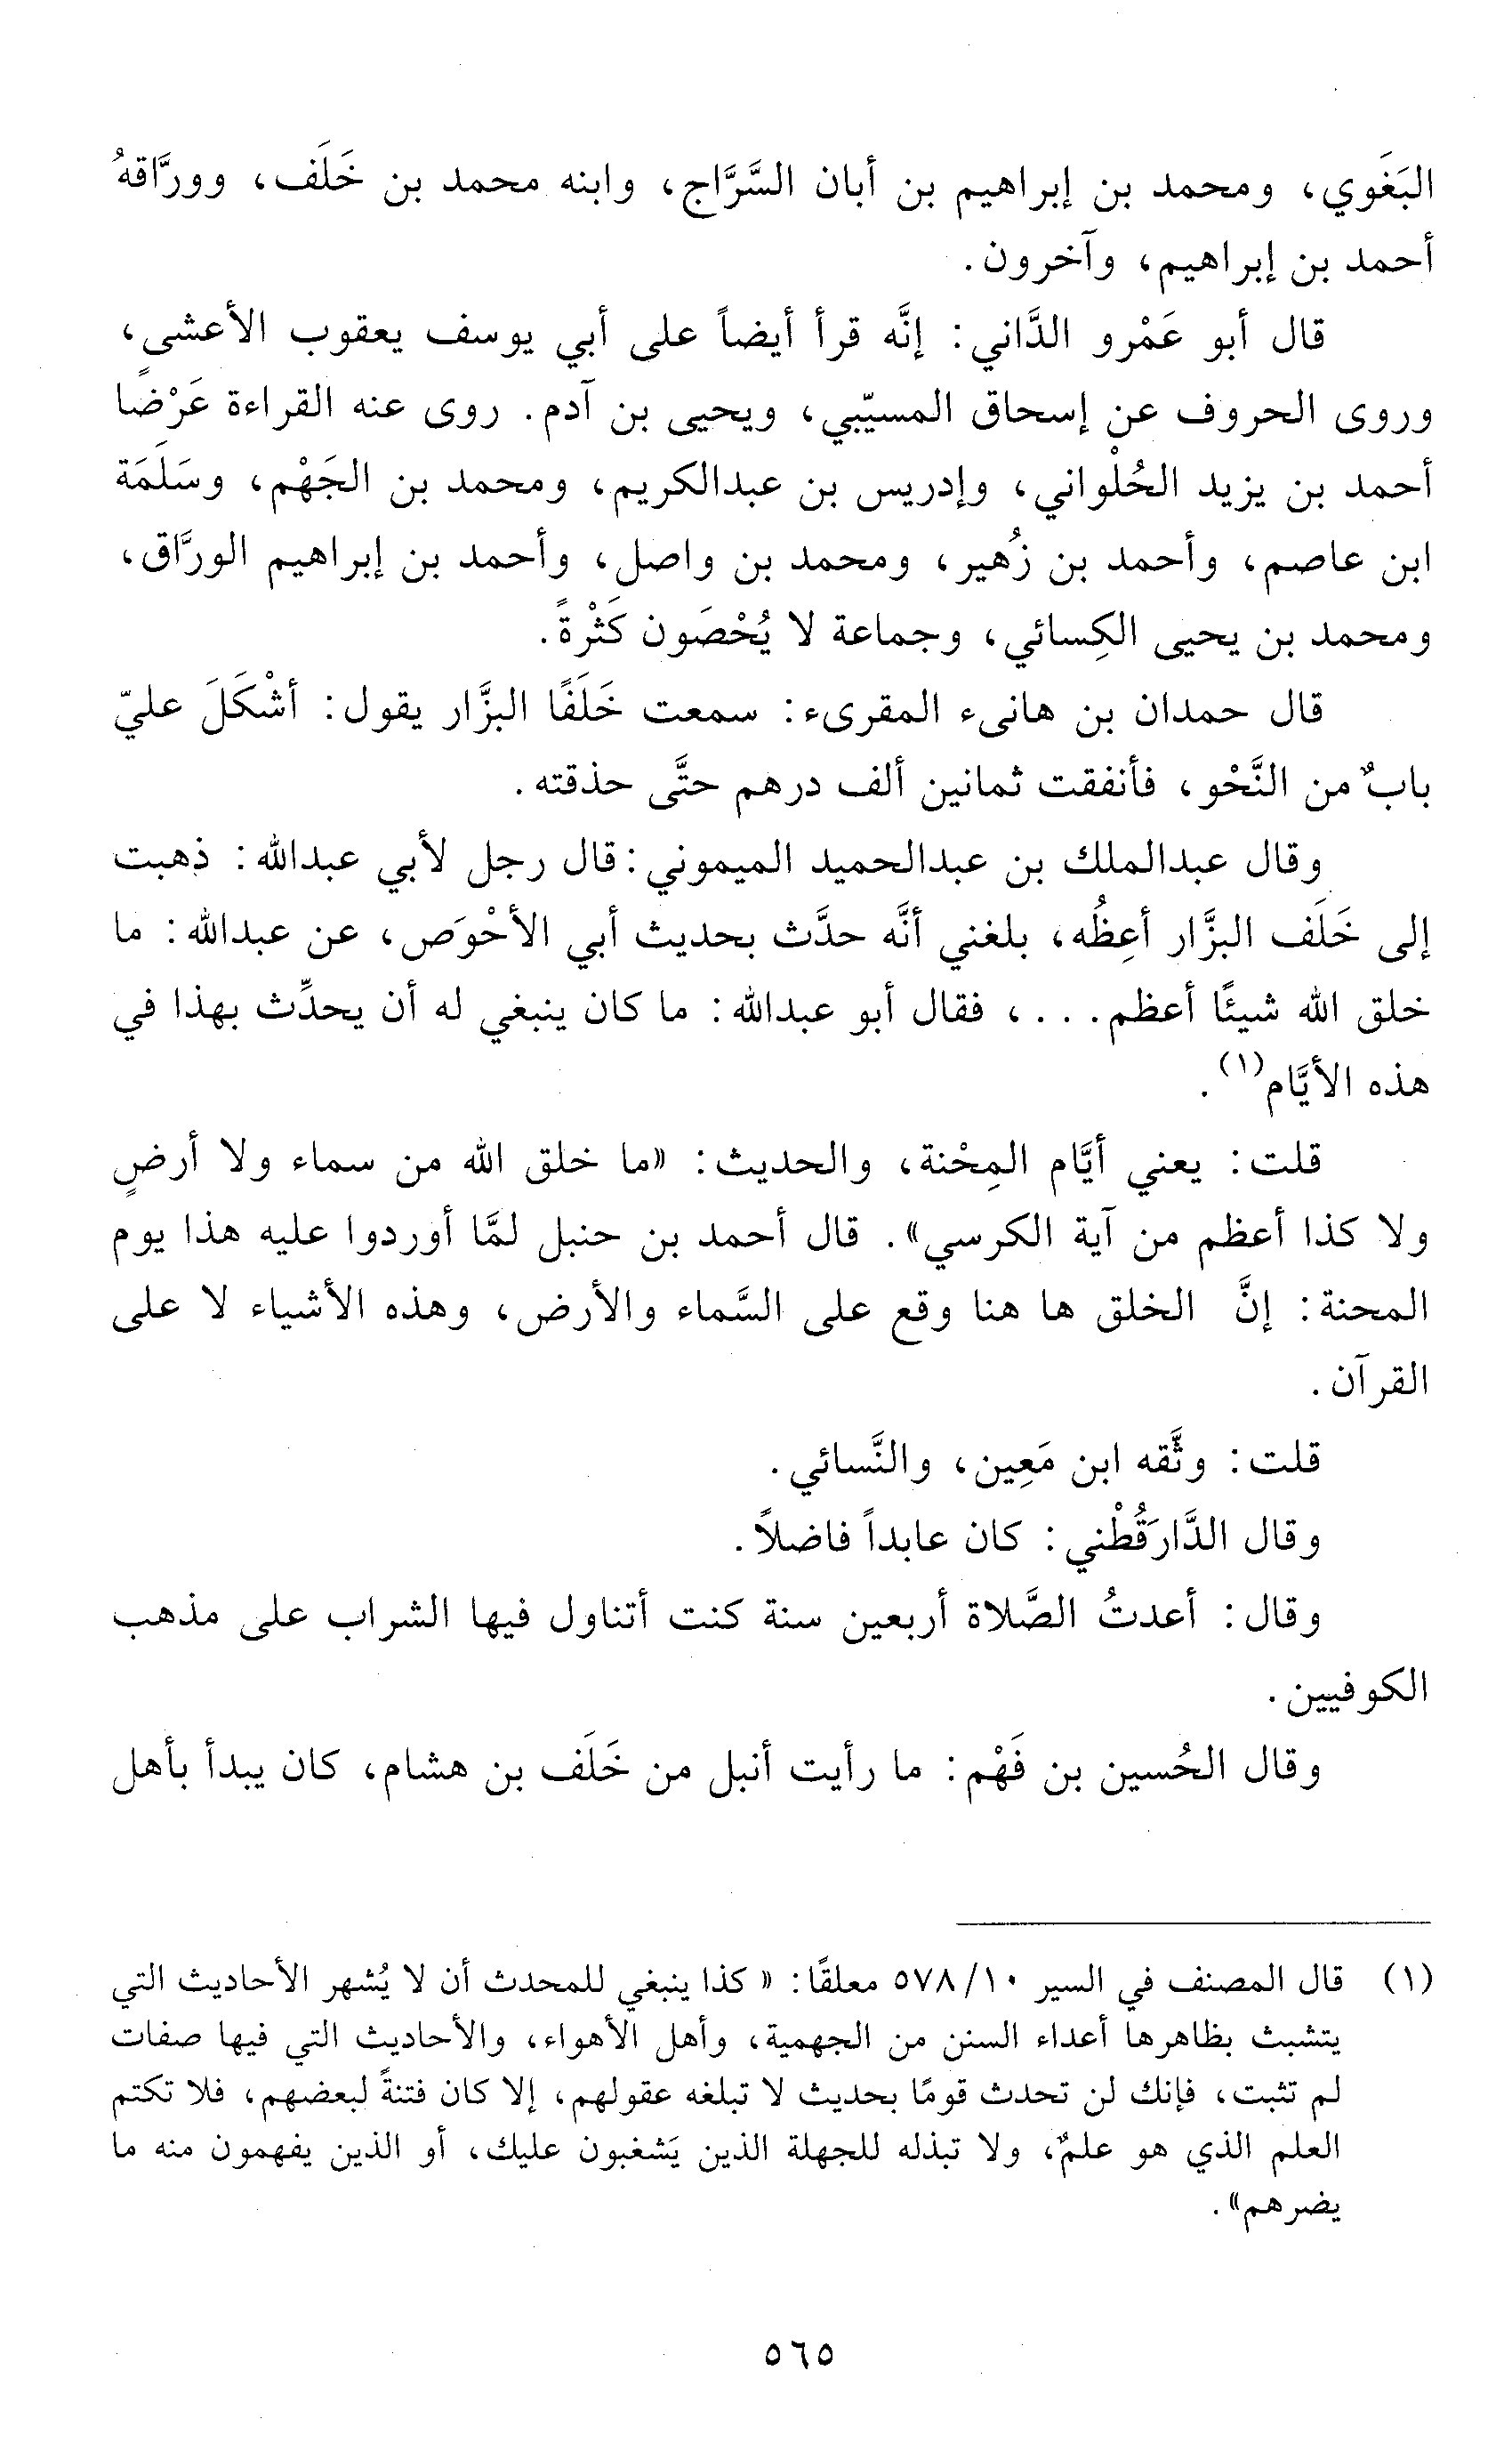 البَغَوي، ومحمد بن إبراهيم بن أبان السَّرَّاج، وابنه محمد بن خَلَف، وورَّاقهُ
أحمد بن إبراهيم، وآخرون.
قال أبو عَمْرو الدَّاني: إنَّه قرأ أيضاً على أبي يوسف يعقوب الأعشى،
وروى الحروف عن إسحاق المسيّبي، ويحيى بن آدم. روى عنه القراءة عَرْضًا
أحمد بن يزيد الحُلْواني، وإدريس بن عبدالكريم، ومحمد بن الجَهْم، وسَلَمَة
ابن عاصم، وأحمد بن زُهير، ومحمد بن واصل، وأحمد بن إبراهيم الورَّاق،
ومحمد بن يحيى الكِسائي، وجماعة لا يُحْصَون كَثْرةً.
قال حمدان بن هانىء المقرىء: سمعت خَلَفًا البزَّار يقول: أشْكَلَ عليّ
بابٌ من النَّحْو، فأنفقت ثمانين ألف درهم حتَّى حذقته.
وقال عبدالملك بن عبدالحميد الميموني: قال رجل لأبي عبدالله: ذهبت
إلى خَلَف البزَّار أعِظُه، بلغني أنَّه حدَّث بحديث أبي الأحْوَص، عن عبدالله: ما
خلق الله شيئًا أعظم. . . ، فقال أبو عبدالله: ما كان ينبغي له أن يحدِّث بهذا في
هذه الأيَّام(١).
قلت: يعني أيَّام المِحْنة، والحديث: «ما خلق الله من سماء ولا أرضٍ
ولا كذا أعظم من آية الكرسي». قال أحمد بن حنبل لمَّا أوردوا عليه هذا يوم
المحنة: إنَّ الخلق ها هنا وقع على السَّماء والأرض، وهذه الأشياء لا على
القرآن.
قلت: وثَّقه ابن مَعِين، والنَّسائي.
وقال الدَّارَقُطْني: كان عابداً فاضلاً.
وقال: أعدتُ الصَّلاة أربعين سنة كنت أتناول فيها الشراب على مذهب
الكوفيين.
وقال الحُسين بن فَهْم: ما رأيت أنبل من خَلَف بن هشام، كان يبدأ بأهل
(١) قال المصنف في السير ١٠/ ٥٧٨ معلقًا: « كذا ينبغي للمحدث أن لا يُشهر الأحاديث التي
يتشبث بظاهرها أعداء السنن من الجهمية، وأهل الأهواء، والأحاديث التي فيها صفات
لم تثبت، فإنك لن تحدث قومًا بحديث لا تبلغه عقولهم، إلا كان فتنةً لبعضهم، فلا تكتم
العلم الذي هو علمٌ، ولا تبذله للجهلة الذين يَشغبون عليك، أو الذين يفهمون منه ما
يضرهم».
٥٦٥